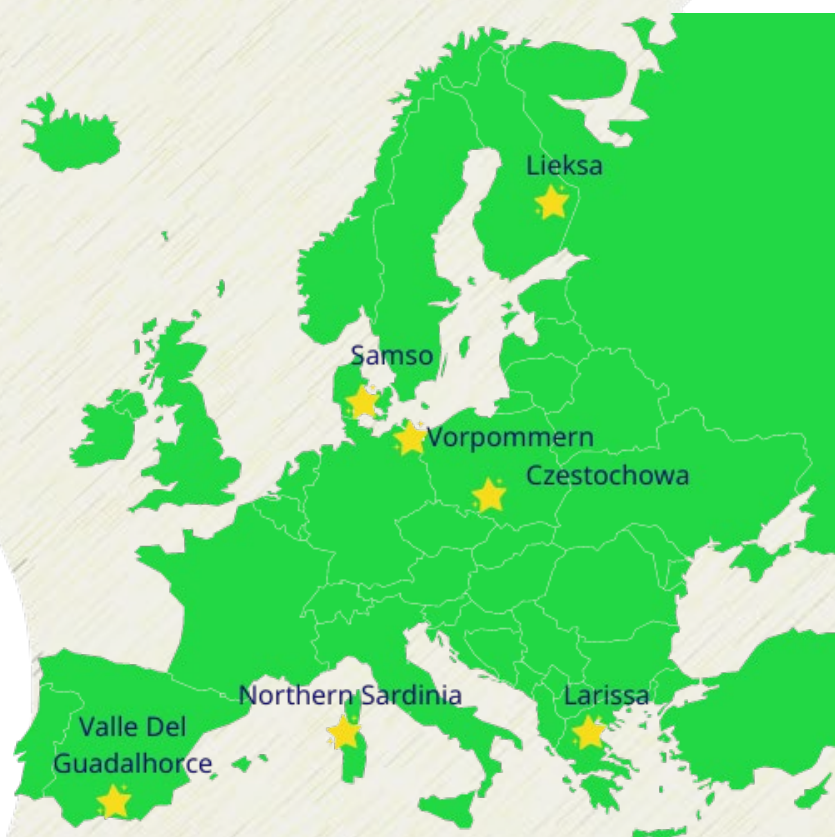 Lieksa
Samso
Vorpommern
Czestochowa
Northern Sardinia
Larissa
Valle Del
Guadalhorce